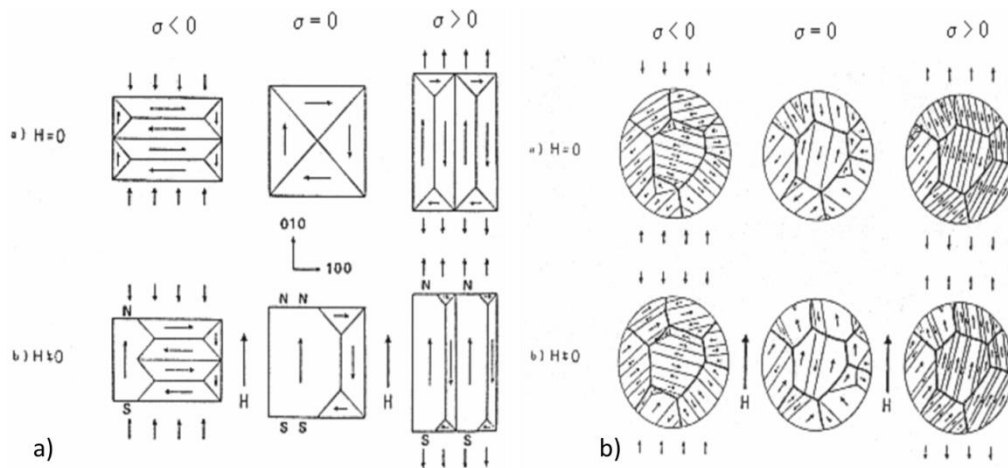 σ < 0 σ = 0 σ > 0
a) H = 0
010
100
N N N N N
b) H ≠ 0
H H
S S S S S
a)
σ < 0 σ = 0 σ > 0
a) H = 0
b) H ≠ 0
H H
b)